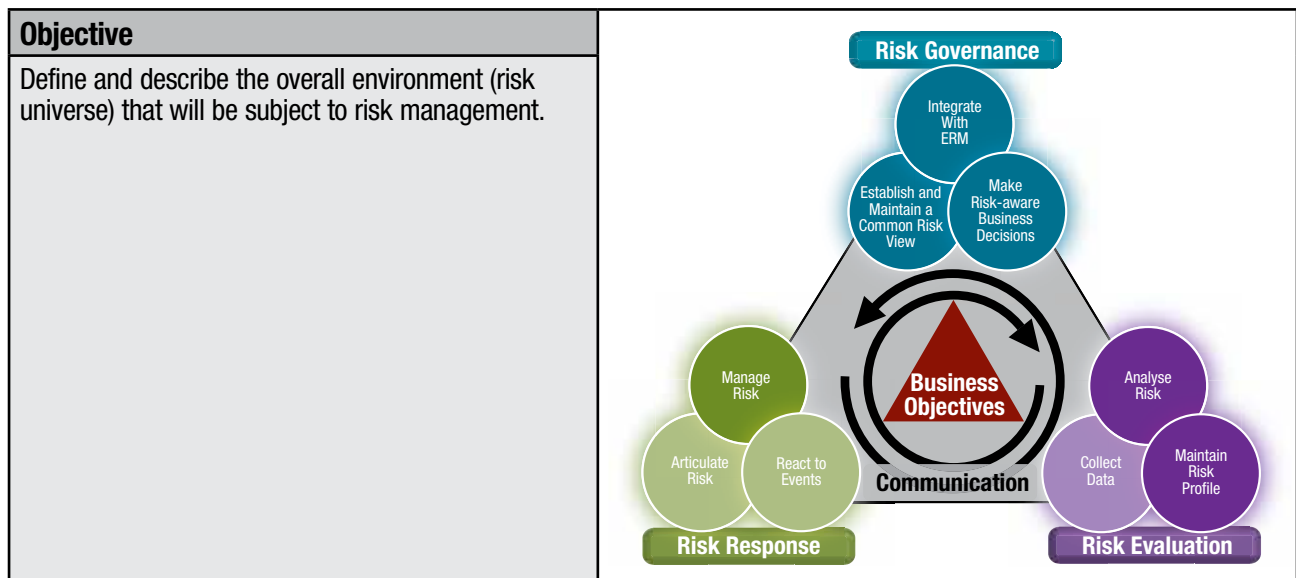 Objective
Define and describe the overall environment (risk
universe) that will be subject to risk management.
Risk Governance
Integrate
With
ERM
Establish and
Maintain a
Common Risk
View
Make
Risk-aware
Business
Decisions
Manage
Risk
Articulate
Risk
React to
Events
Business
Objectives
Analyse
Risk
Collect
Data
Maintain
Risk
Profile
Communication
Risk Response
Risk Evaluation